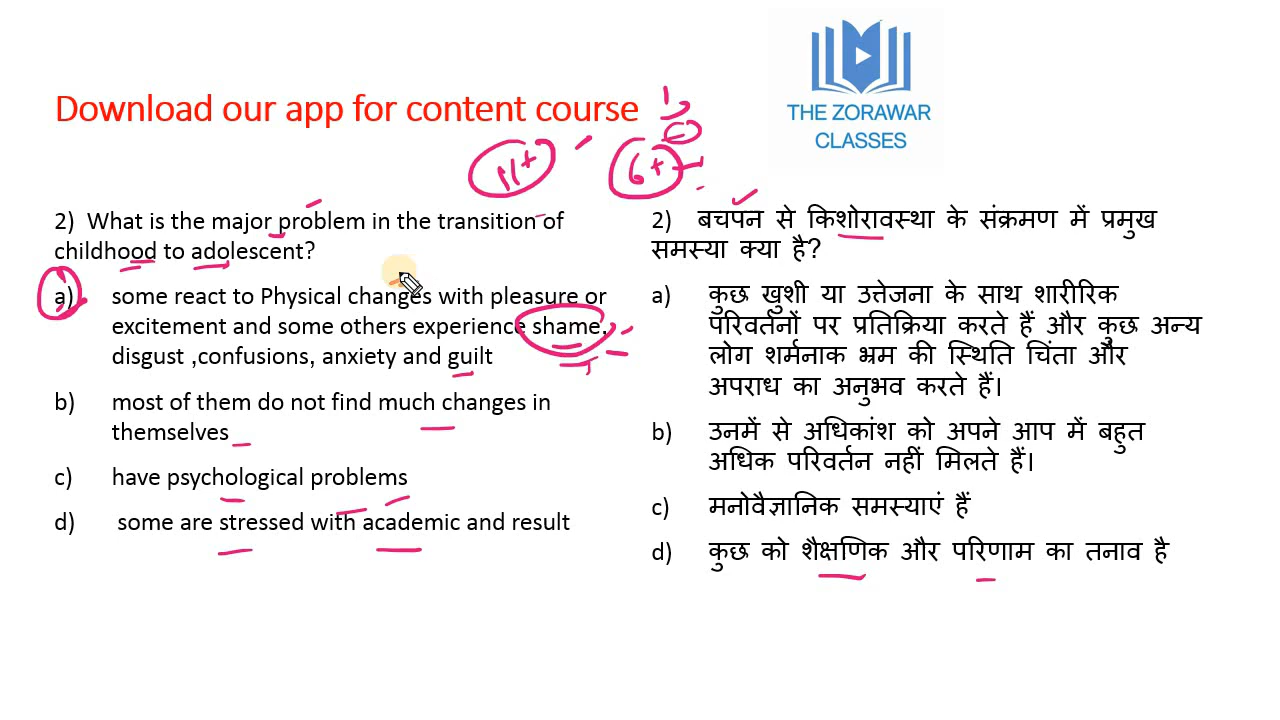 THE ZORAWAR
CLASSES
Download our app for content course
11+
6+
2) What is the major problem in the transition of
childhood to adolescent?
a) some react to Physical changes with pleasure or
excitement and some others experience shame,
disgust ,confusions, anxiety and guilt
b) most of them do not find much changes in
themselves
c) have psychological problems
d) some are stressed with academic and result
2) बचपन से किशोरावस्था के संक्रमण में प्रमुख
समस्या क्या है?
a) कुछ खुशी या उत्तेजना के साथ शारीरिक
परिवर्तनों पर प्रतिक्रिया करते हैं और कुछ अन्य
लोग शर्मनाक भ्रम की स्थिति चिंता और
अपराध का अनुभव करते हैं।
b) उनमें से अधिकांश को अपने आप में बहुत
अधिक परिवर्तन नहीं मिलते हैं।
c) मनोवैज्ञानिक समस्याएं हैं
d) कुछ को शैक्षणिक और परिणाम का तनाव है